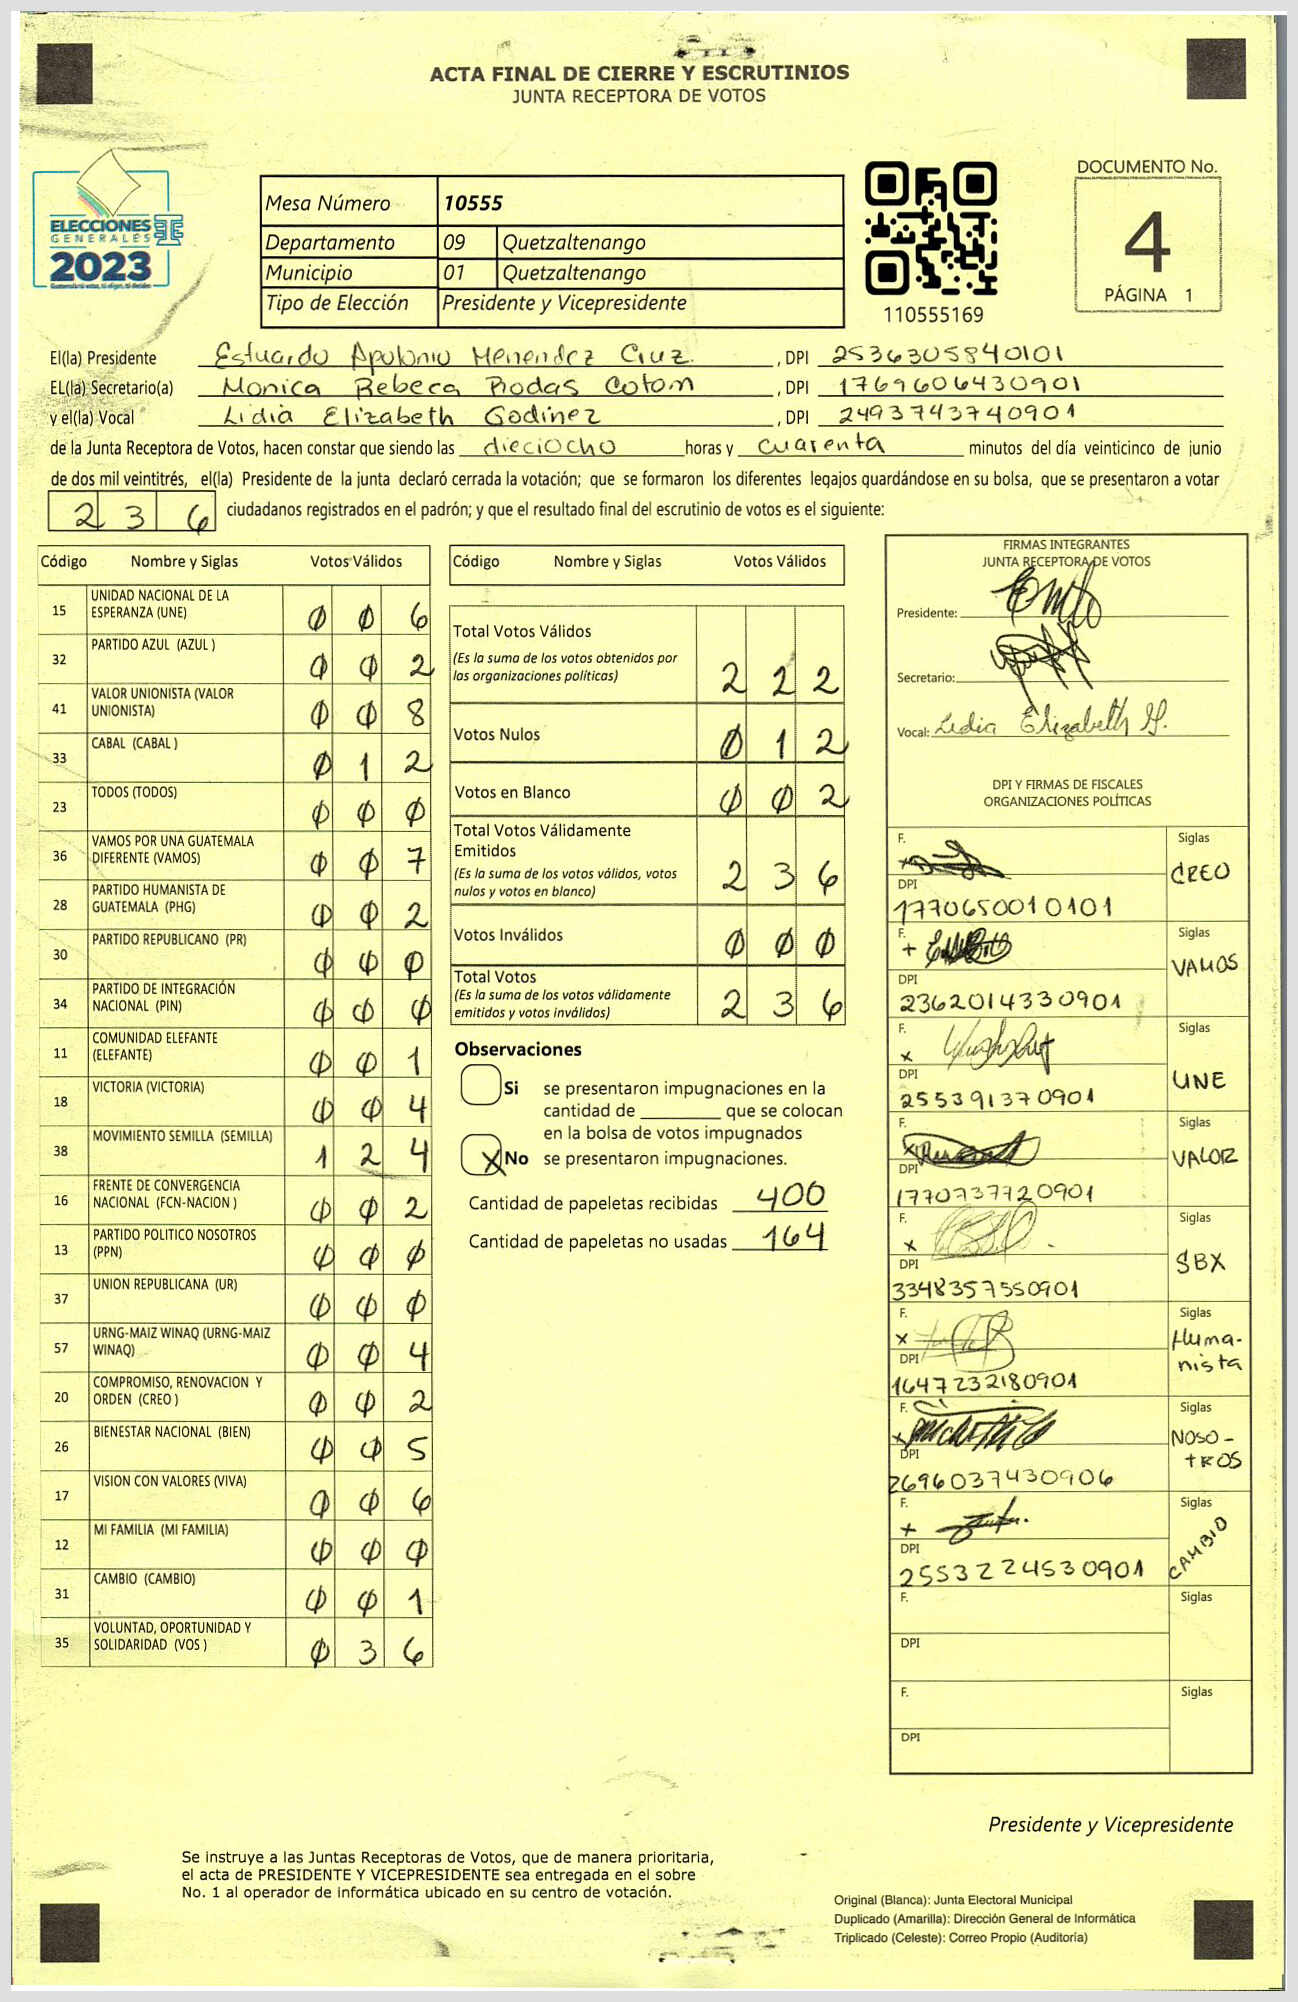 ACTA FINAL DE CIERRE Y ESCRUTINIOS
JUNTA RECEPTORA DE VOTOS
ELECCIONES
GENERALES
2023
Mesa Número 10555
Departamento 09 Quetzaltenango
Municipio 01 Quetzaltenango
Tipo de Elección Presidente y Vicepresidente
110555169
DOCUMENTO No.
4
PÁGINA 1
El(la) Presidente Estuardo Apolonio Menendez Cruz. , DPI 2536305840101
EL(la) Secretario(a) Monica Rebeca Rodas Cotom , DPI 1769606430901
y el(la) Vocal Lidia Elizabeth Godinez , DPI 2493743740901
de la Junta Receptora de Votos, hacen constar que siendo las dieciocho horas y cuarenta minutos del día veinticinco de junio
de dos mil veintitrés, el(la) Presidente de la junta declaró cerrada la votación; que se formaron los diferentes legajos guardándose en su bolsa, que se presentaron a votar
236 ciudadanos registrados en el padrón; y que el resultado final del escrutinio de votos es el siguiente:
Código Nombre y Siglas Votos Válidos
15 UNIDAD NACIONAL DE LA ESPERANZA (UNE) 0 0 6
32 PARTIDO AZUL (AZUL ) 0 0 2
41 VALOR UNIONISTA (VALOR UNIONISTA) 0 0 8
33 CABAL (CABAL ) 0 1 2
23 TODOS (TODOS) 0 0 0
36 VAMOS POR UNA GUATEMALA DIFERENTE (VAMOS) 0 0 7
28 PARTIDO HUMANISTA DE GUATEMALA (PHG) 0 0 2
30 PARTIDO REPUBLICANO (PR) 0 0 0
34 PARTIDO DE INTEGRACIÓN NACIONAL (PIN) 0 0 0
11 COMUNIDAD ELEFANTE (ELEFANTE) 0 0 1
18 VICTORIA (VICTORIA) 0 0 4
38 MOVIMIENTO SEMILLA (SEMILLA) 1 2 4
16 FRENTE DE CONVERGENCIA NACIONAL (FCN-NACION ) 0 0 2
13 PARTIDO POLITICO NOSOTROS (PPN) 0 0 0
37 UNION REPUBLICANA (UR) 0 0 0
57 URNG-MAIZ WINAQ (URNG-MAIZ WINAQ) 0 0 4
20 COMPROMISO, RENOVACION Y ORDEN (CREO ) 0 0 2
26 BIENESTAR NACIONAL (BIEN) 0 0 5
17 VISION CON VALORES (VIVA) 0 0 6
12 MI FAMILIA (MI FAMILIA) 0 0 0
31 CAMBIO (CAMBIO) 0 0 1
35 VOLUNTAD, OPORTUNIDAD Y SOLIDARIDAD (VOS ) 0 3 6
Código Nombre y Siglas Votos Válidos
Total Votos Válidos
(Es la suma de los votos obtenidos por
las organizaciones políticas) 2 2 2
Votos Nulos 0 1 2
Votos en Blanco 0 0 2
Total Votos Válidamente
Emitidos
(Es la suma de los votos válidos, votos
nulos y votos en blanco) 2 3 6
Votos Inválidos 0 0 0
Total Votos
(Es la suma de los votos válidamente
emitidos y votos inválidos) 2 3 6
Observaciones
Si se presentaron impugnaciones en la
cantidad de ________ que se colocan
en la bolsa de votos impugnados
X No se presentaron impugnaciones.
Cantidad de papeletas recibidas 400
Cantidad de papeletas no usadas 164
FIRMAS INTEGRANTES
JUNTA RECEPTORA DE VOTOS
Presidente:
Secretario:
Vocal: Lidia Elizabeth G.
DPI Y FIRMAS DE FISCALES
ORGANIZACIONES POLÍTICAS
F. Siglas
CREO
DPI
1770650010101
F. Siglas
VAMOS
DPI
2362014330901
F. Siglas
UNE
DPI
255391370901
F. Siglas
VALOR
DPI
1770737720901
F. Siglas
SBX
DPI
3348357550901
F. Siglas
Huma-
nista
DPI
1647232180901
F. Siglas
NOSO-
TROS
DPI
2696037430906
F. Siglas
CAMBIO
DPI
2553224530901
F. Siglas
DPI
F. Siglas
DPI
Presidente y Vicepresidente
Se instruye a las Juntas Receptoras de Votos, que de manera prioritaria,
el acta de PRESIDENTE Y VICEPRESIDENTE sea entregada en el sobre
No. 1 al operador de informática ubicado en su centro de votación.
Original (Blanca): Junta Electoral Municipal
Duplicado (Amarilla): Dirección General de Informática
Triplicado (Celeste): Correo Propio (Auditoría)